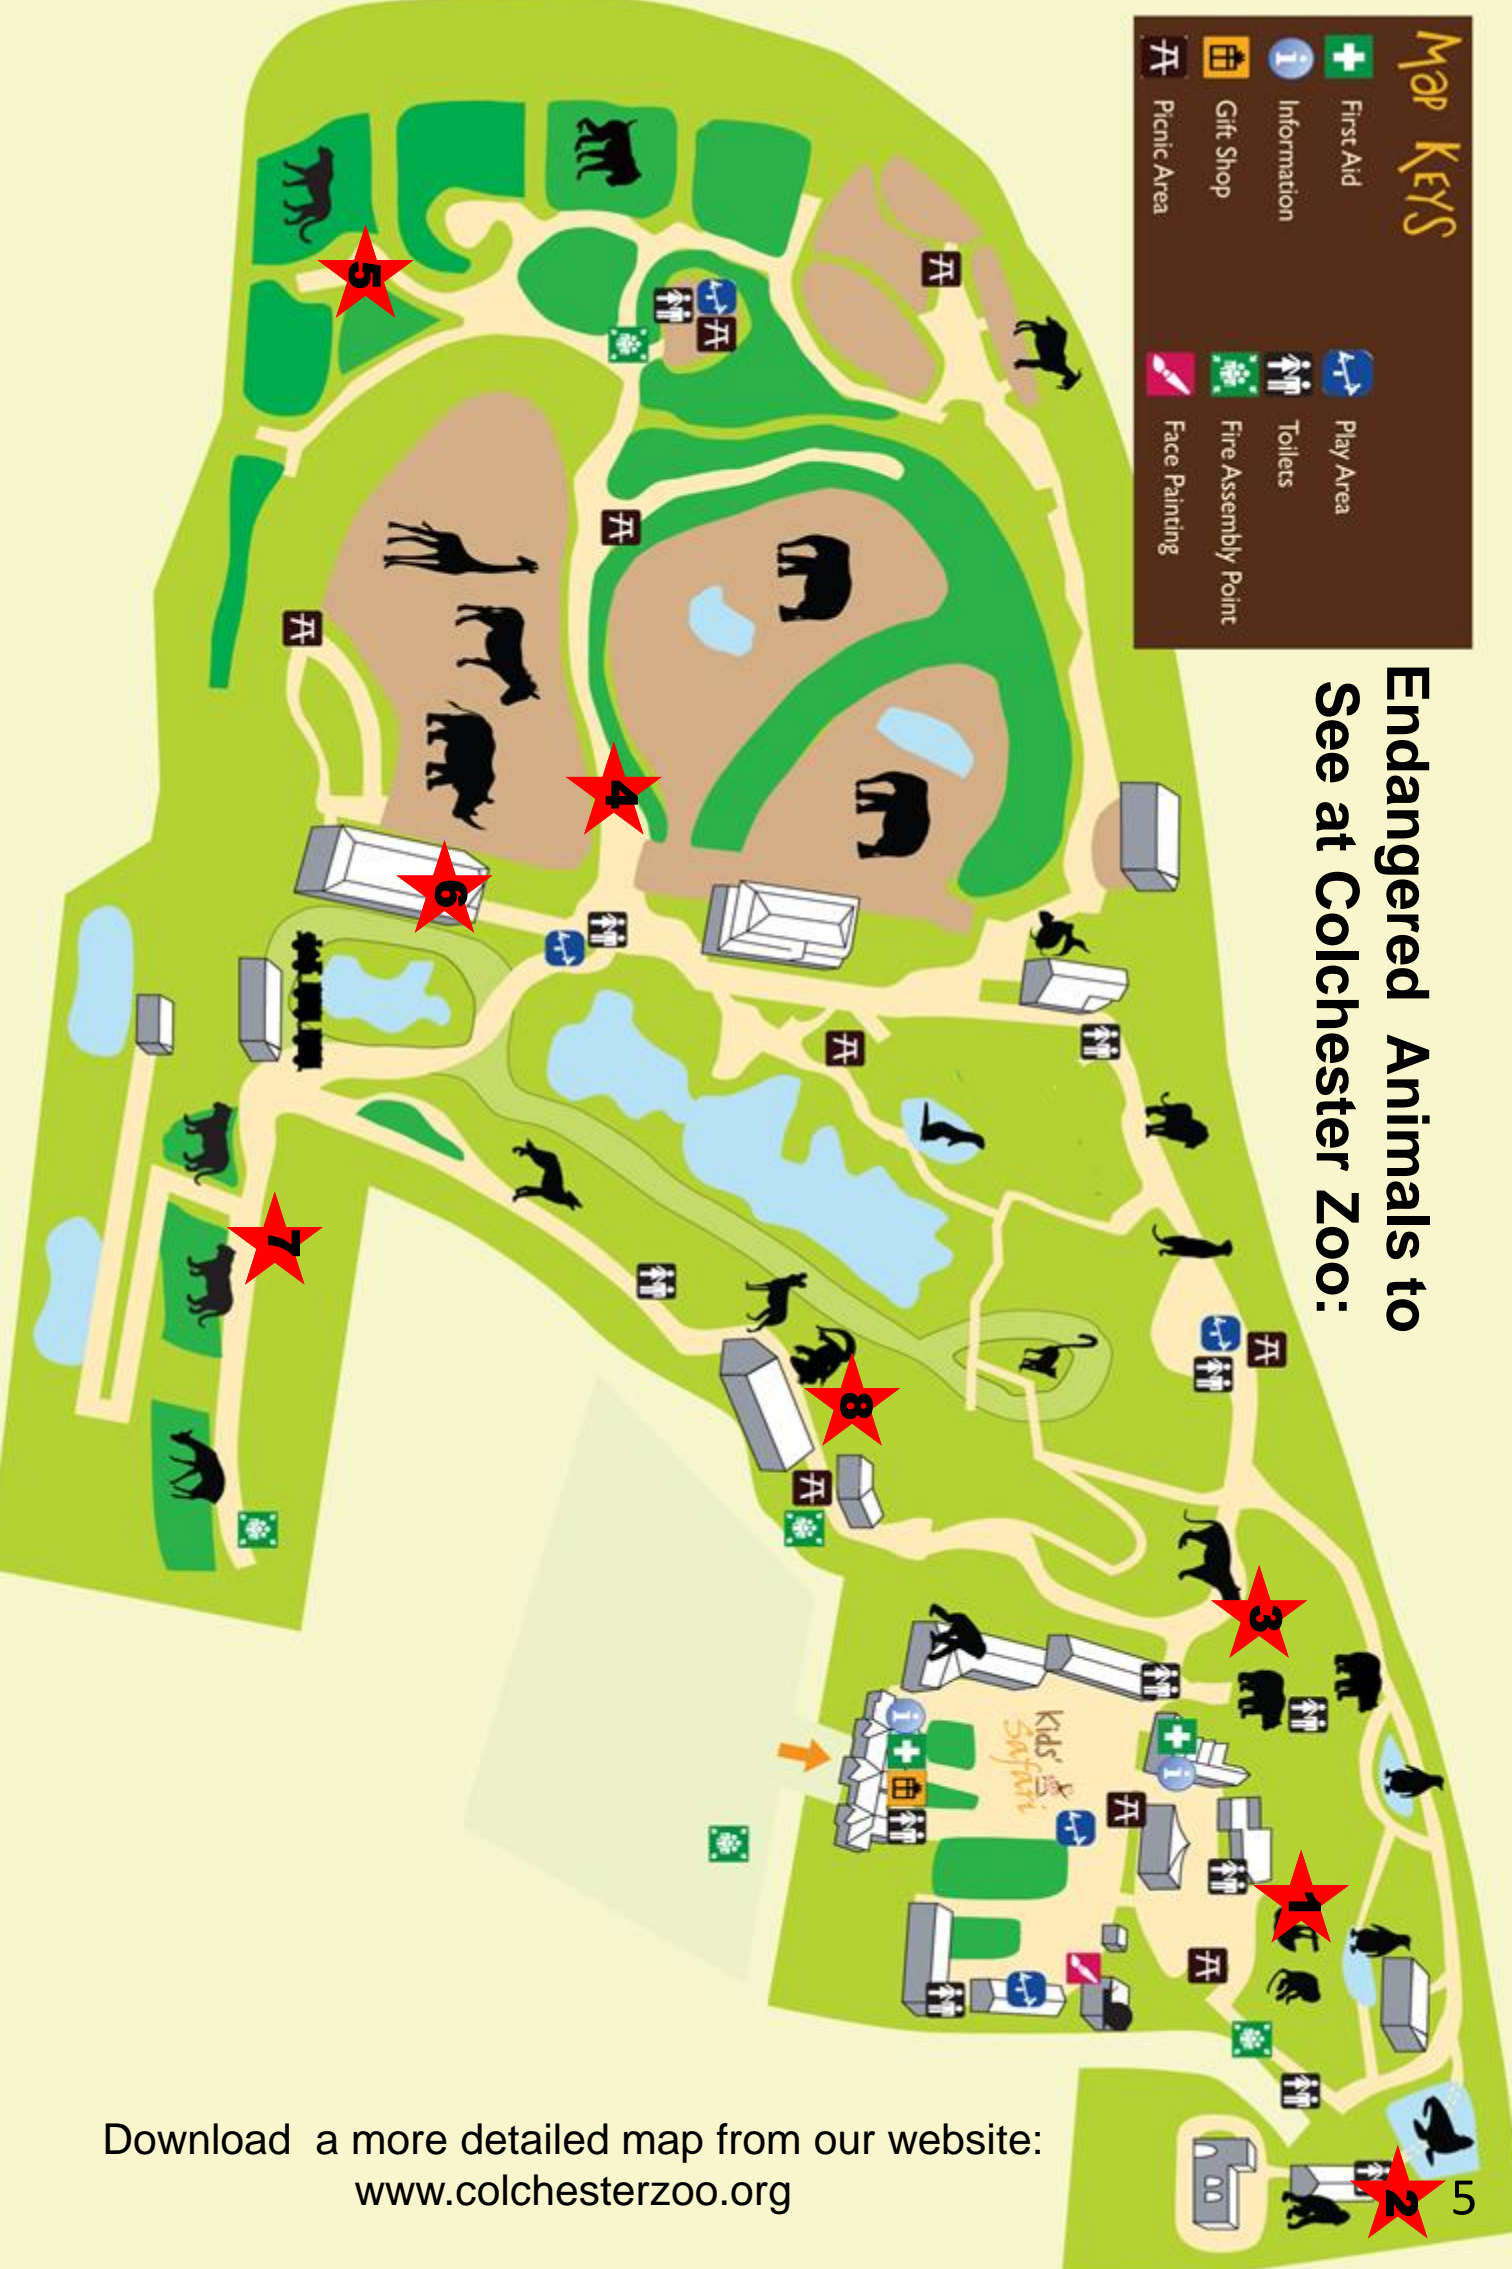 Map Keys
First Aid
Information
Gift Shop
Picnic Area
Play Area
Toilets
Fire Assembly Point
Face Painting
Endangered Animals to
See at Colchester Zoo:
5
4
6
7
8
3
Kids'
Safari
1
2
Download a more detailed map from our website:
www.colchesterzoo.org
5